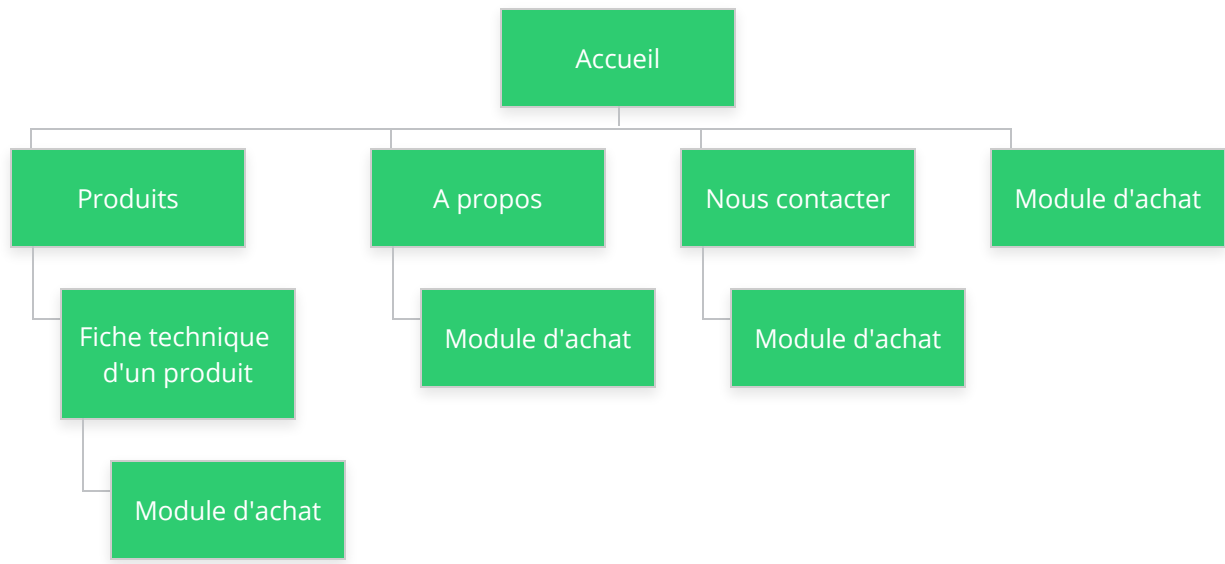 Accueil
Produits
A propos
Nous contacter
Module d'achat
Fiche technique
d'un produit
Module d'achat
Module d'achat
Module d'achat